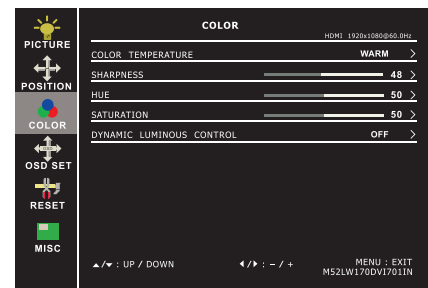 COLOR
HDMI 1920x1080@60.0Hz
PICTURE
POSITION
COLOR
OSD
OSD SET
RESET
MISC
COLOR TEMPERATURE WARM >
SHARPNESS 48 >
HUE 50 >
SATURATION 50 >
DYNAMIC LUMINOUS CONTROL OFF >
▲/▼ : UP / DOWN ◀/▶ : – / + MENU : EXIT
M52LW170DVI701IN